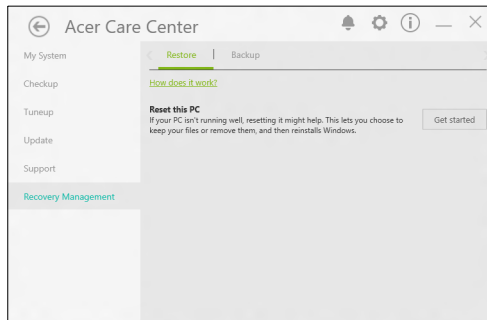 Acer Care Center
My System
Restore
Backup
Checkup
How does it work?
Tuneup
Reset this PC
If your PC isn't running well, resetting it might help. This lets you choose to
keep your files or remove them, and then reinstalls Windows.
Get started
Update
Support
Recovery Management